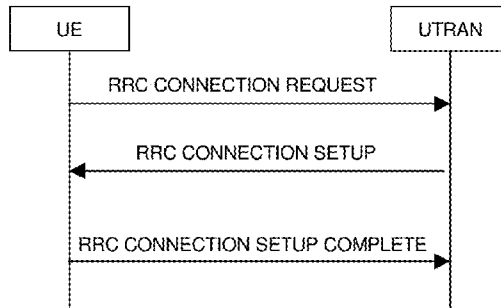 UE
UTRAN
RRC CONNECTION REQUEST
RRC CONNECTION SETUP
RRC CONNECTION SETUP COMPLETE